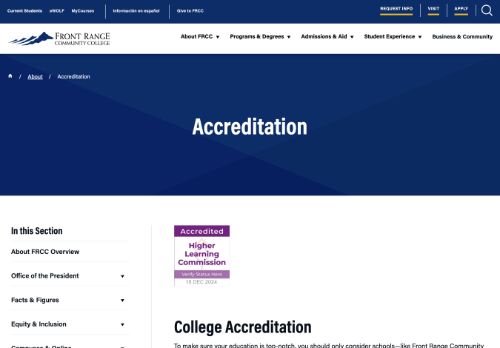 Current Students eWOLF MyCourses Información en español Give to FRCC REQUEST INFO VISIT APPLY
FRONT RANGE
COMMUNITY COLLEGE
About FRCC Programs & Degrees Admissions & Aid Student Experience Business & Community
/ About / Accreditation
Accreditation
In this Section
About FRCC Overview
Office of the President
Facts & Figures
Equity & Inclusion
Campuses & Online
Accredited
Higher
Learning
Commission
Verify Status Here
18 DEC 2024
College Accreditation
To make sure your education is top-notch, you should only consider schools—like Front Range Community